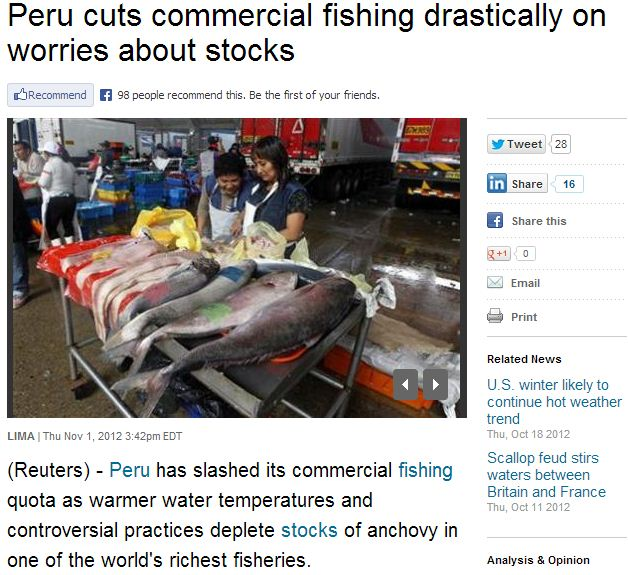 Peru cuts commercial fishing drastically on
worries about stocks
Recommend
98 people recommend this. Be the first of your friends.
Tweet 28
Share 16
Share this
+1 0
Email
Print
Related News
U.S. winter likely to
continue hot weather
trend
Thu, Oct 18 2012
Scallop feud stirs
waters between
Britain and France
Thu, Oct 11 2012
Analysis & Opinion
LIMA | Thu Nov 1, 2012 3:42pm EDT
(Reuters) - Peru has slashed its commercial fishing
quota as warmer water temperatures and
controversial practices deplete stocks of anchovy in
one of the world's richest fisheries.